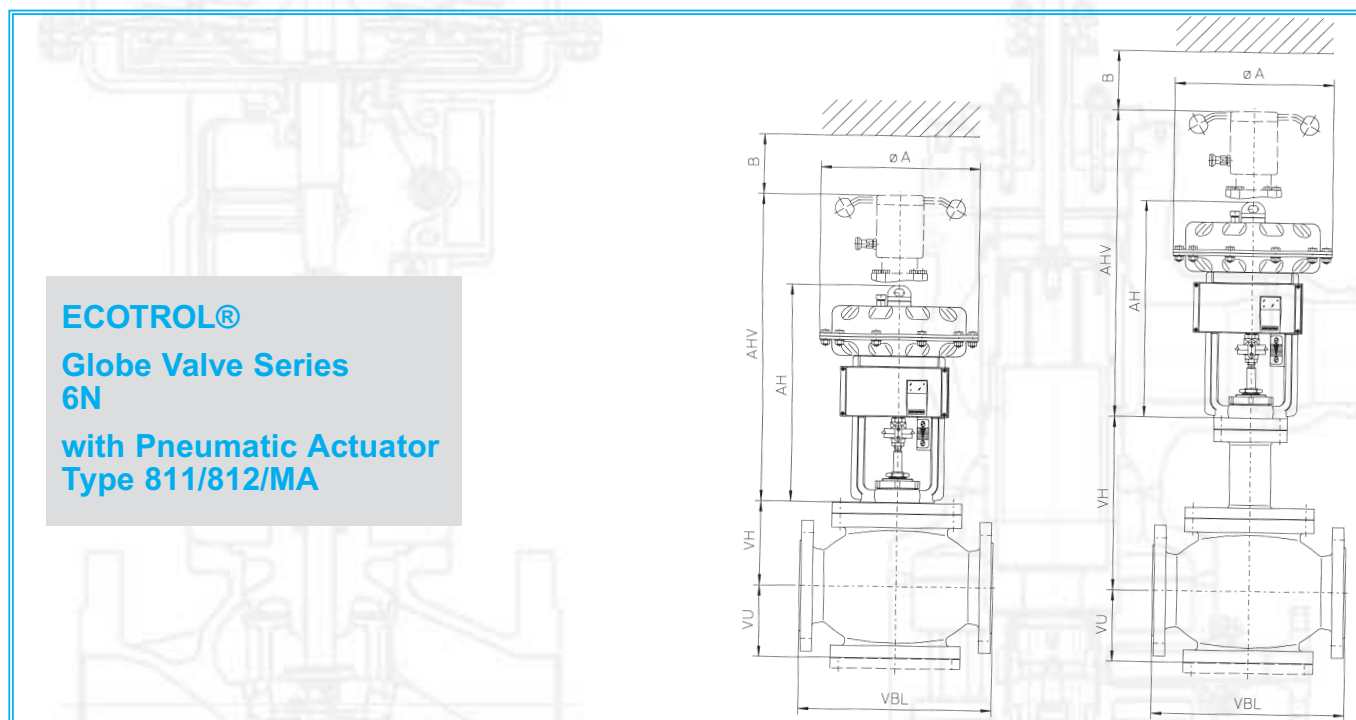 ECOTROL®
Globe Valve Series
6N
with Pneumatic Actuator
Type 811/812/MA
B
ø A
AHV
AH
VH
VU
VBL
B
ø A
AHV
AH
VH
VU
VBL